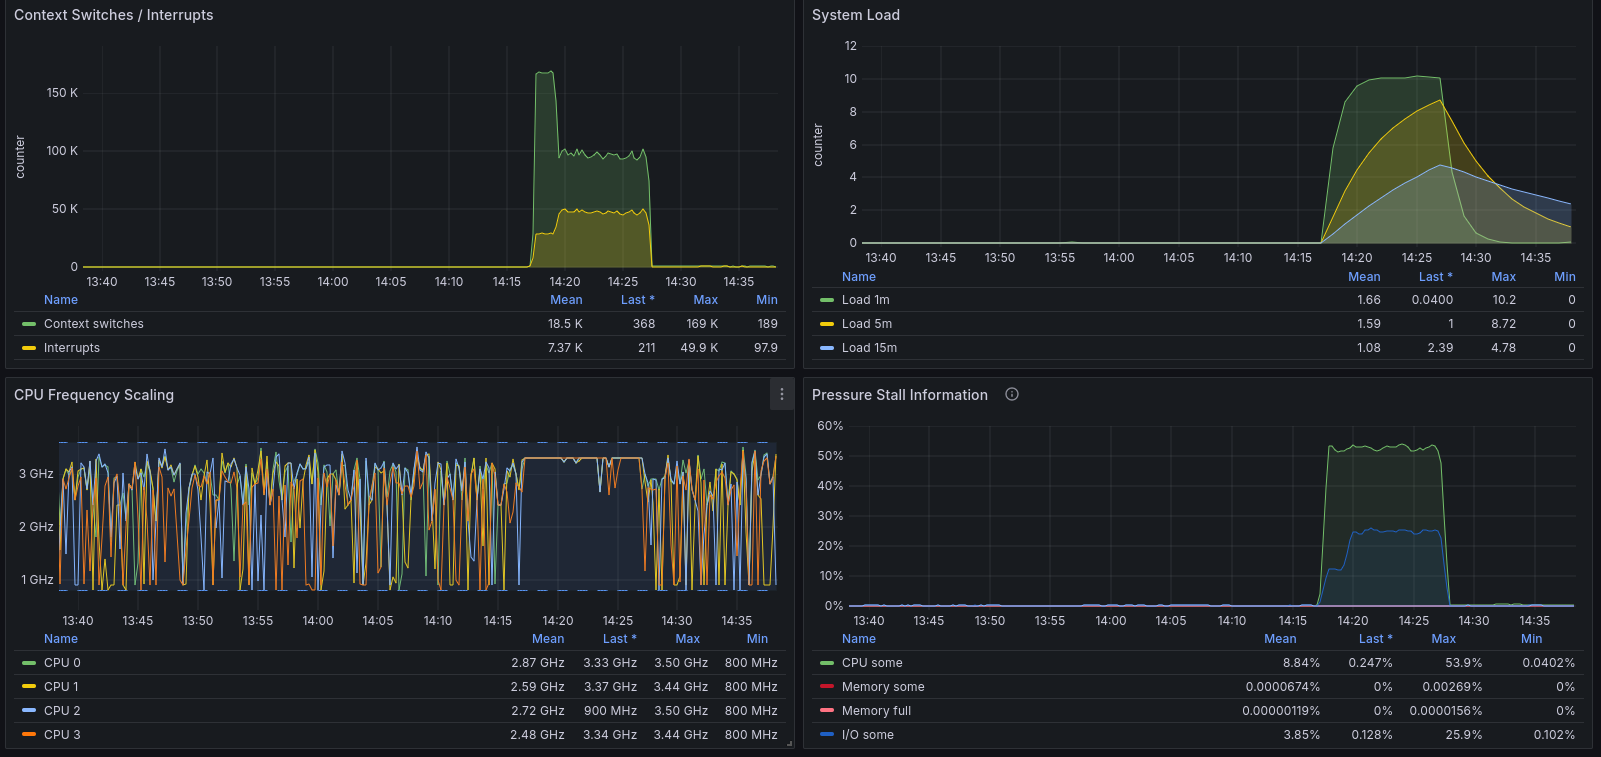 Context Switches / Interrupts
counter
150 K
100 K
50 K
0
13:40 13:45 13:50 13:55 14:00 14:05 14:10 14:15 14:20 14:25 14:30 14:35
Name Mean Last * Max Min
Context switches 18.5 K 368 169 K 189
Interrupts 7.37 K 211 49.9 K 97.9
System Load
counter
12
10
8
6
4
2
0
13:40 13:45 13:50 13:55 14:00 14:05 14:10 14:15 14:20 14:25 14:30 14:35
Name Mean Last * Max Min
Load 1m 1.66 0.0400 10.2 0
Load 5m 1.59 1 8.72 0
Load 15m 1.08 2.39 4.78 0
CPU Frequency Scaling
3 GHz
2 GHz
1 GHz
13:40 13:45 13:50 13:55 14:00 14:05 14:10 14:15 14:20 14:25 14:30 14:35
Name Mean Last * Max Min
CPU 0 2.87 GHz 3.33 GHz 3.50 GHz 800 MHz
CPU 1 2.59 GHz 3.37 GHz 3.44 GHz 800 MHz
CPU 2 2.72 GHz 900 MHz 3.50 GHz 800 MHz
CPU 3 2.48 GHz 3.34 GHz 3.44 GHz 800 MHz
Pressure Stall Information
60%
50%
40%
30%
20%
10%
0%
13:40 13:45 13:50 13:55 14:00 14:05 14:10 14:15 14:20 14:25 14:30 14:35
Name Mean Last * Max Min
CPU some 8.84% 0.247% 53.9% 0.0402%
Memory some 0.0000674% 0% 0.00269% 0%
Memory full 0.00000119% 0% 0.0000156% 0%
I/O some 3.85% 0.128% 25.9% 0.102%